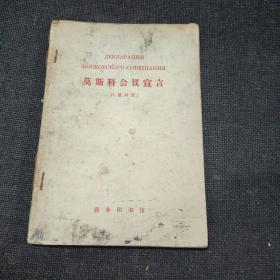 ДЕКЛАРАЦИЯ
МОСКОВСКОГО СОВЕЩАНИЯ
莫斯科会议宣言
商务印书馆